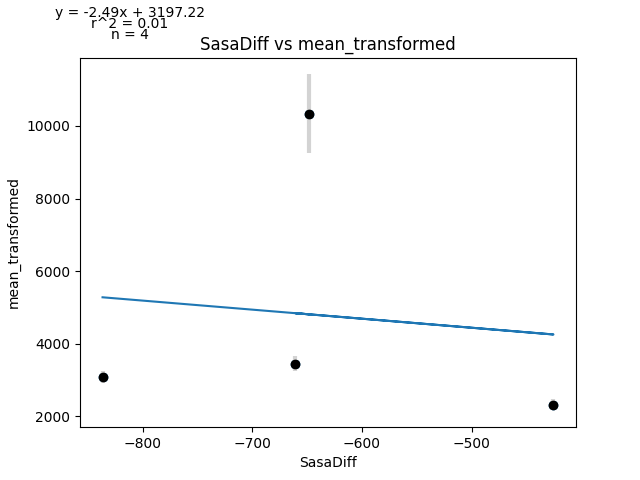 y = -2.49x + 3197.22
r^2 = 0.01
n = 4
SasaDiff vs mean_transformed
10000
8000
6000
4000
2000
mean_transformed
−800
−700
−600
−500
SasaDiff